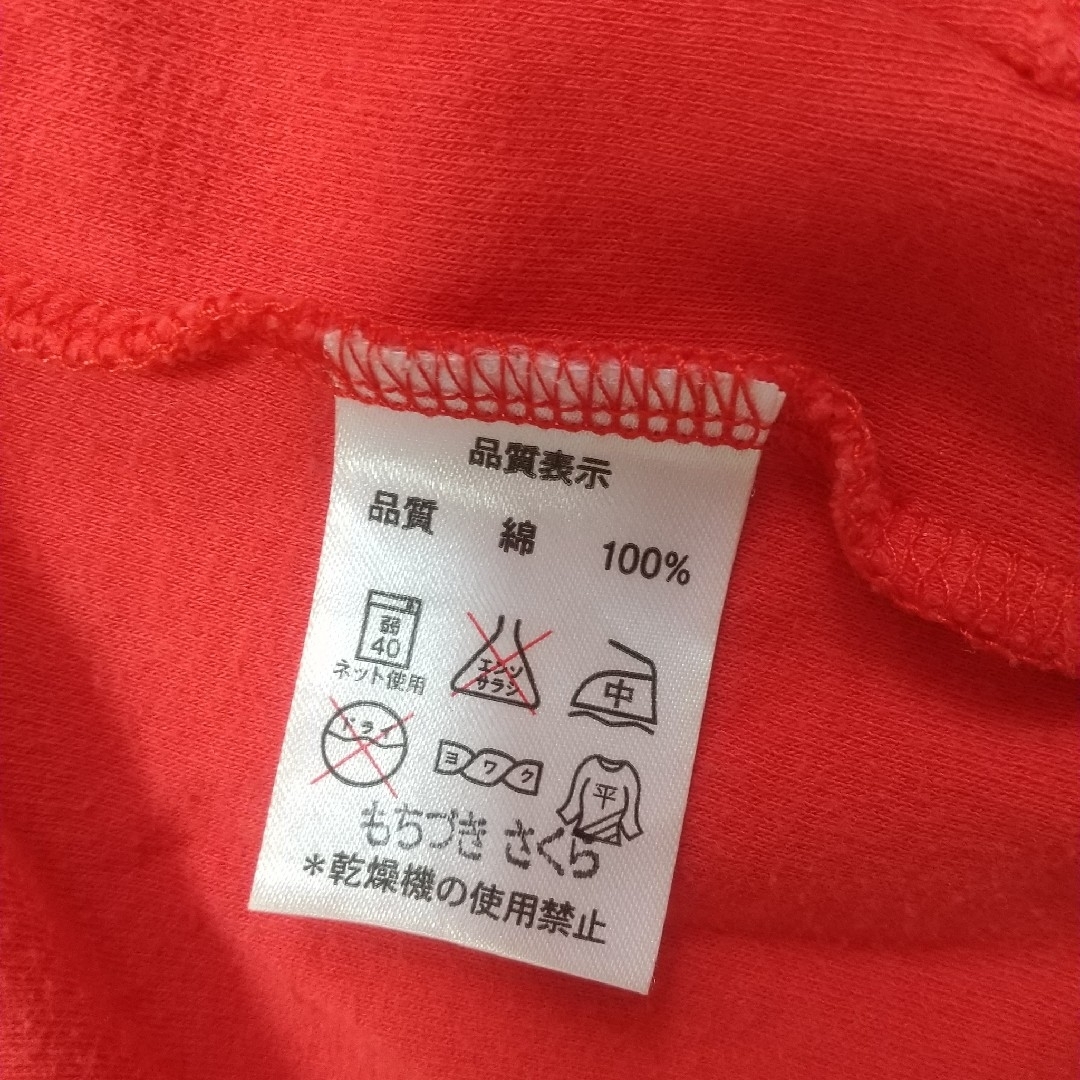 品質表示
品質 綿 100%
弱
40
ネット使用
エンソ
サラシ
中
ドライ
ヨワク
平
もちづき さくら
*乾燥機の使用禁止